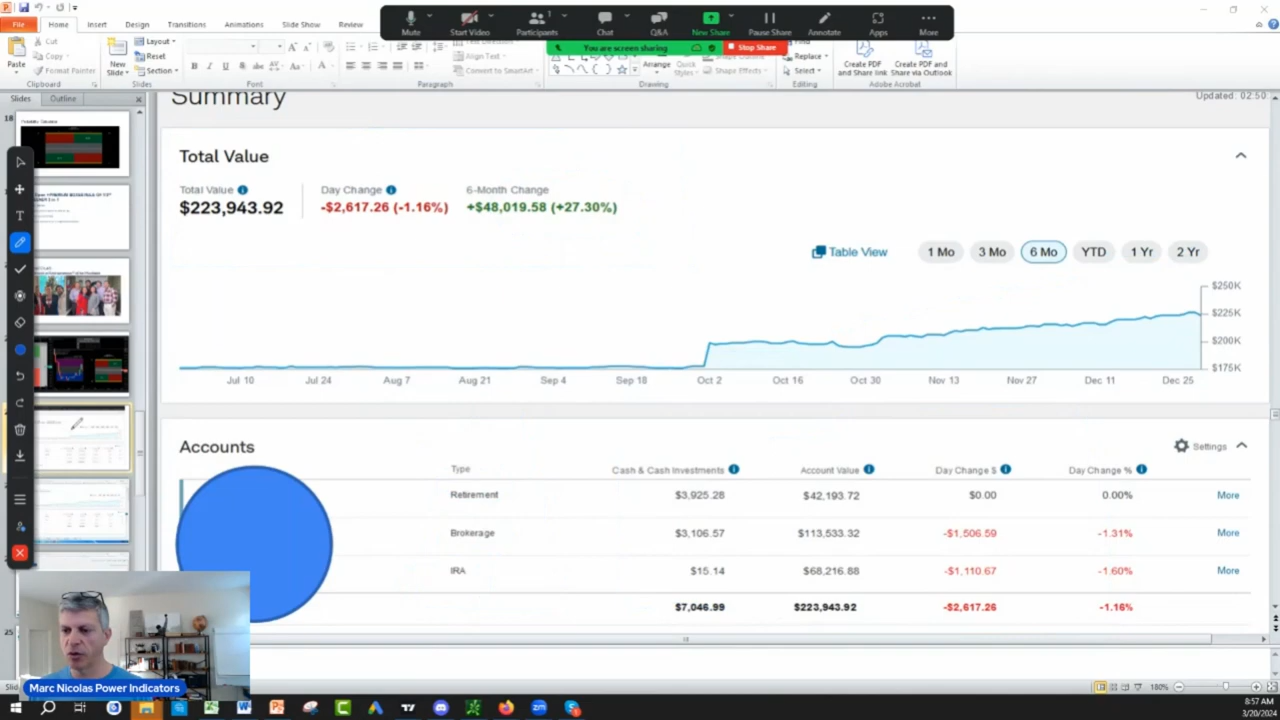 File
Home
Insert
Design
Transitions
Animations
Slide Show
Review
Mute
Start Video
Participants
1
Chat
Q&A
New Share
Pause Share
Annotate
Apps
More
You are screen sharing
Stop Share
Paste
Cut
Copy
Format Painter
Clipboard
New
Slide
Layout
Reset
Section
Slides
Font
Align Text
Convert to SmartArt
Paragraph
Arrange
Quick
Styles
Shape Effects
Drawing
Replace
Select
Editing
Create PDF
and Share link
Create PDF and
Share via Outlook
Adobe Acrobat
Slides
Outline
18
25
Summary
Updated: 02:50
Total Value
Total Value
$223,943.92
Day Change
-$2,617.26 (-1.16%)
6-Month Change
+$48,019.58 (+27.30%)
Table View
1 Mo
3 Mo
6 Mo
YTD
1 Yr
2 Yr
$250K
$225K
$200K
$175K
Jul 10
Jul 24
Aug 7
Aug 21
Sep 4
Sep 18
Oct 2
Oct 16
Oct 30
Nov 13
Nov 27
Dec 11
Dec 25
Accounts
Settings
Type
Cash & Cash Investments
Account Value
Day Change $
Day Change %
Retirement $3,925.28 $42,193.72 $0.00 0.00% More
Brokerage $3,106.57 $113,533.32 -$1,506.59 -1.31% More
IRA $15.14 $68,216.88 -$1,110.67 -1.60% More
$7,046.99 $223,943.92 -$2,617.26 -1.16%
Marc Nicolas Power Indicators
180%
8:57 AM
3/20/2024